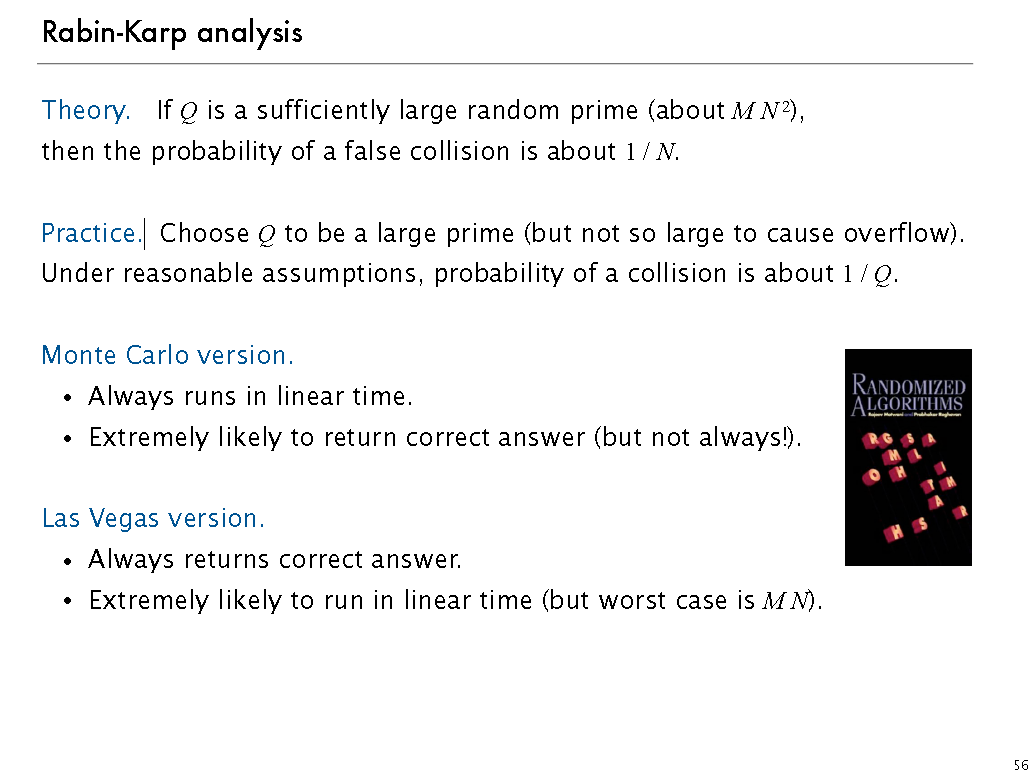 Rabin-Karp analysis
Theory. If Q is a sufficiently large random prime (about M N²),
then the probability of a false collision is about 1 / N.
Practice. Choose Q to be a large prime (but not so large to cause overflow).
Under reasonable assumptions, probability of a collision is about 1 / Q.
Monte Carlo version.
• Always runs in linear time.
• Extremely likely to return correct answer (but not always!).
Las Vegas version.
• Always returns correct answer.
• Extremely likely to run in linear time (but worst case is M N).
RANDOMIZED
ALGORITHMS
Rajeev Motwani and Prabhakar Raghavan
R G S A
M L
O H I
T M
A R
H S
56